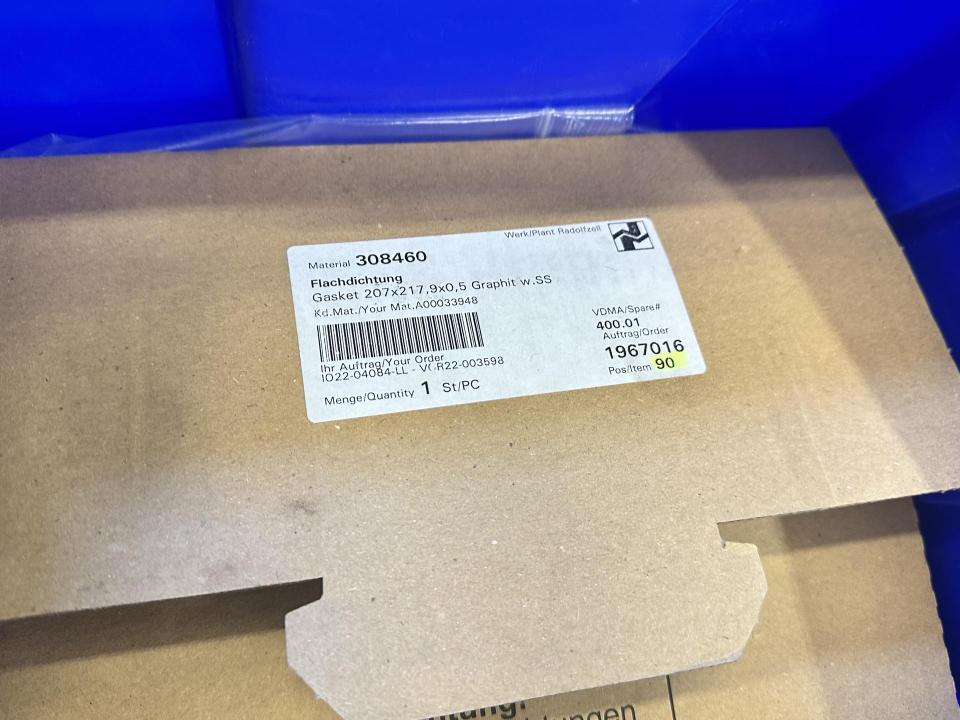 Werk/Plant Radolfzell
Material 308460
Flachdichtung
Gasket 207x217,9x0,5 Graphit w.SS
Kd.Mat./Your Mat.A00033948
VDMA/Spare#
400.01
Auftrag/Order
1967016
Pos/Item 90
Ihr Auftrag/Your Order
IO22-04084-LL - R22-003598
Menge/Quantity 1 St/PC